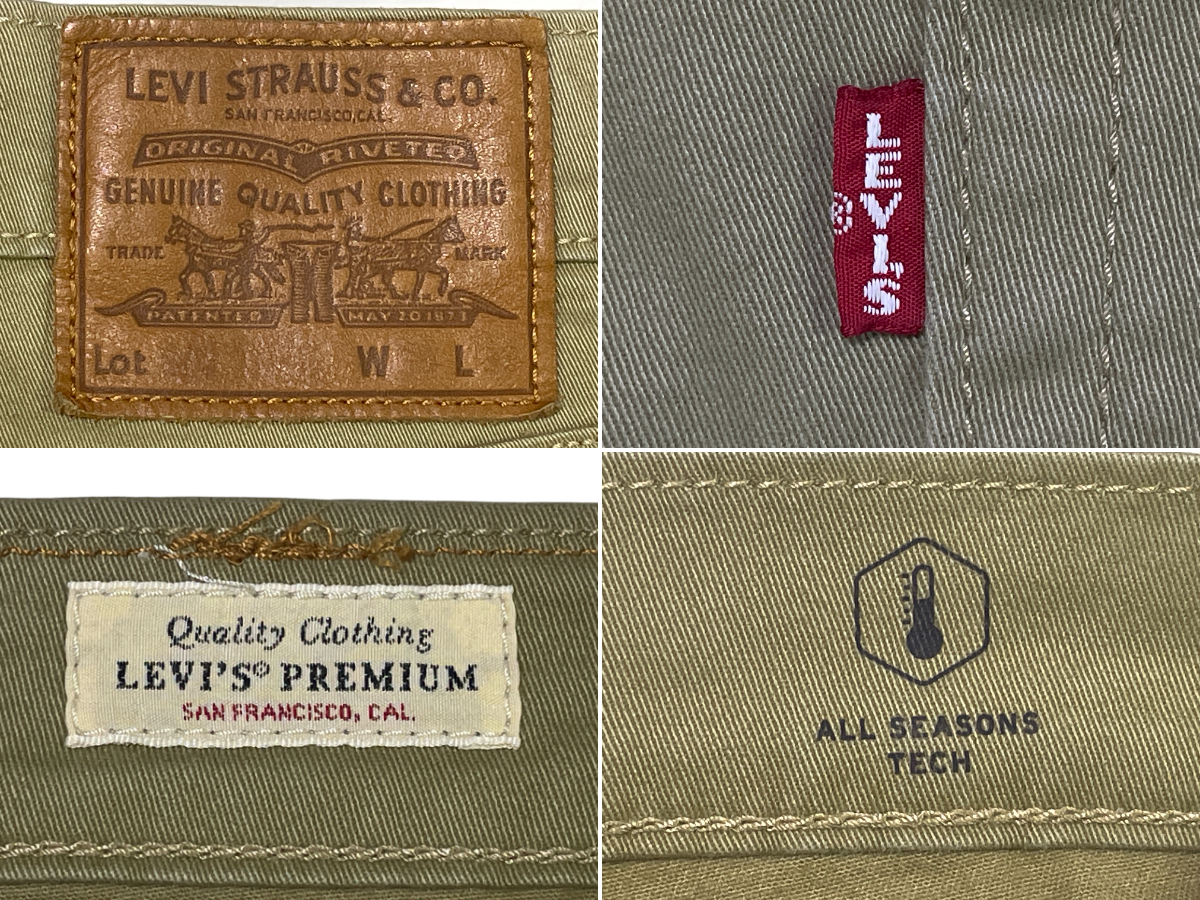 LEVI STRAUSS & CO.
SAN FRANCISCO, CAL.
ORIGINAL RIVETED
GENUINE QUALITY CLOTHING
TRADE MARK
PATENTED MAY 20 1873
Lot W L
LEVI'S
®
Quality Clothing
LEVI'S® PREMIUM
SAN FRANCISCO, CAL.
ALL SEASONS
TECH